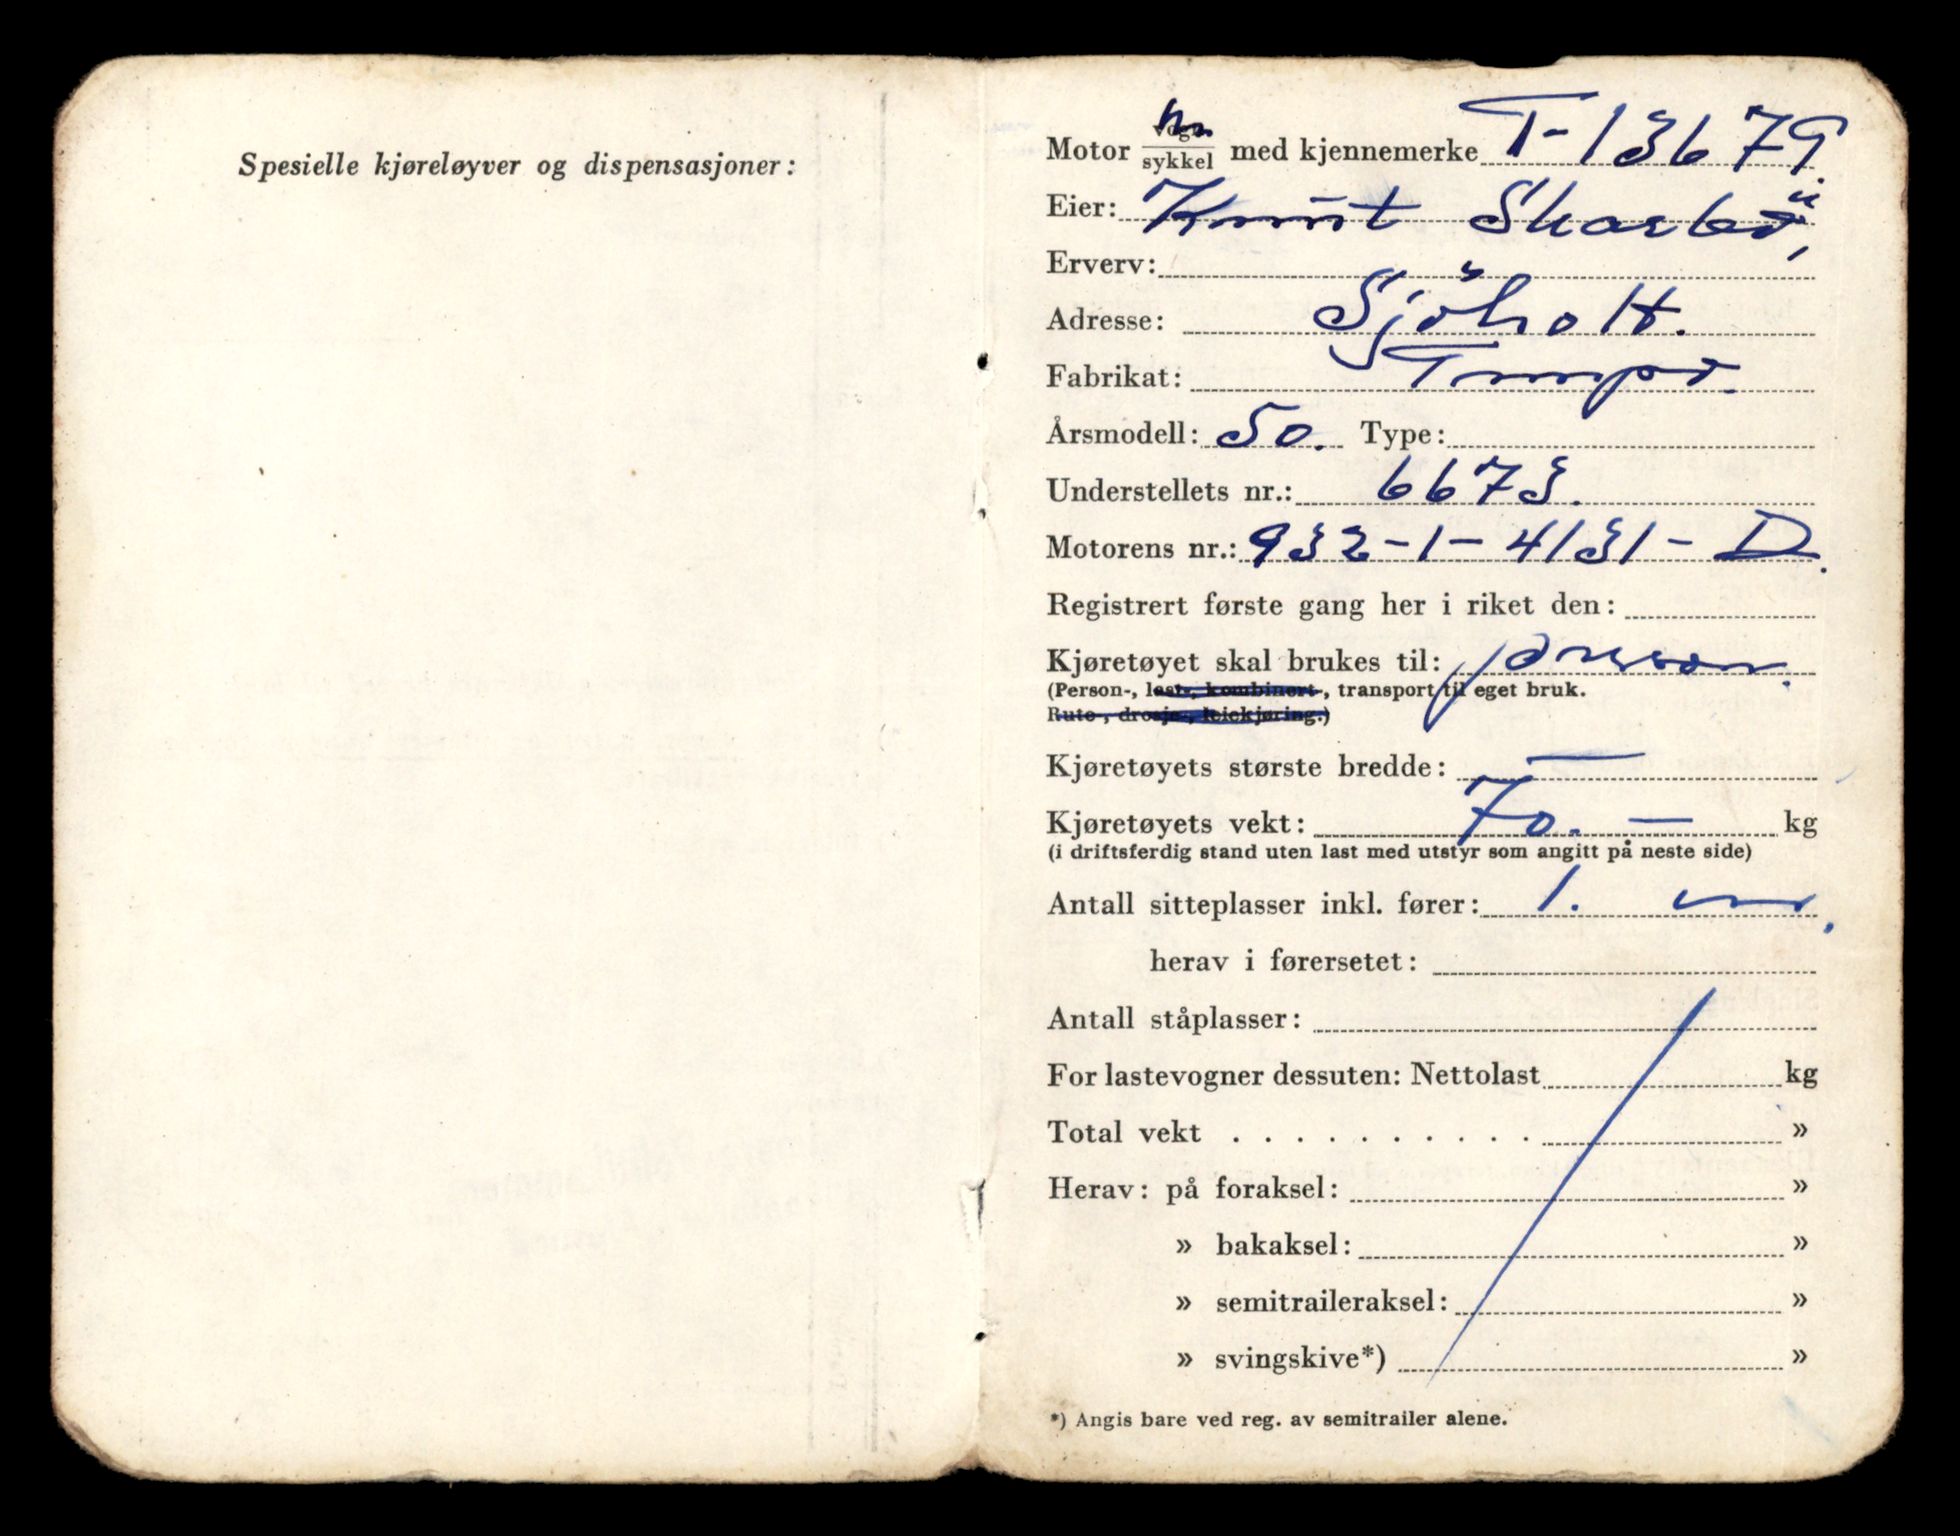 Spesielle kjøreløyver og dispensasjoner:
Motor vogn/sykkel med kjennemerke T-13679.
Eier: Knut Skarbö,
Erverv:
Adresse: Sjöholt.
Fabrikat: Tempo.
Årsmodell: 50. Type:
Understellets nr.: 6673.
Motorens nr.: 932-1-4131-D.
Registrert første gang her i riket den:
Kjøretøyet skal brukes til: person.
(Person-, last-, kombinert-, transport til eget bruk.
Rute-, drosje-, leiekjøring.)
Kjøretøyets største bredde: —
Kjøretøyets vekt: 70. — kg
(i driftsferdig stand uten last med utstyr som angitt på neste side)
Antall sitteplasser inkl. fører: 1.
herav i førersetet:
Antall ståplasser:
For lastevogner dessuten: Nettolast kg
Total vekt . . . . . . . . . . »
Herav: på foraksel: »
» bakaksel: »
» semitraileraksel: »
» svingskive*) »
*) Angis bare ved reg. av semitrailer alene.